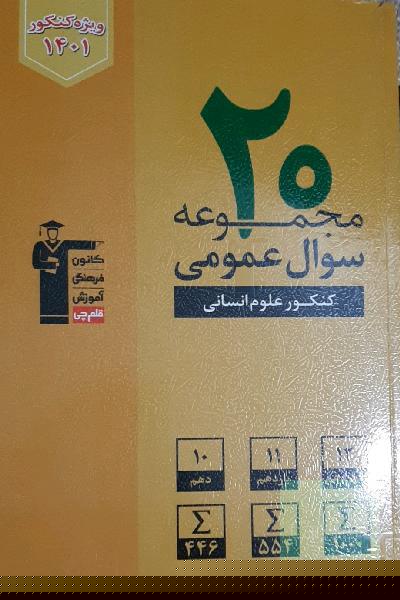 ویژه کنکور
۱۴۰۱
۲۰
مجموعه
سوال عمومی
کنکور علوم انسانی
کانون
فرهنگی
آموزش
قلم‌چی
۱۲ ۱۱ ۱۰
دهم
Σ Σ Σ
۵۵۴ ۴۴۶